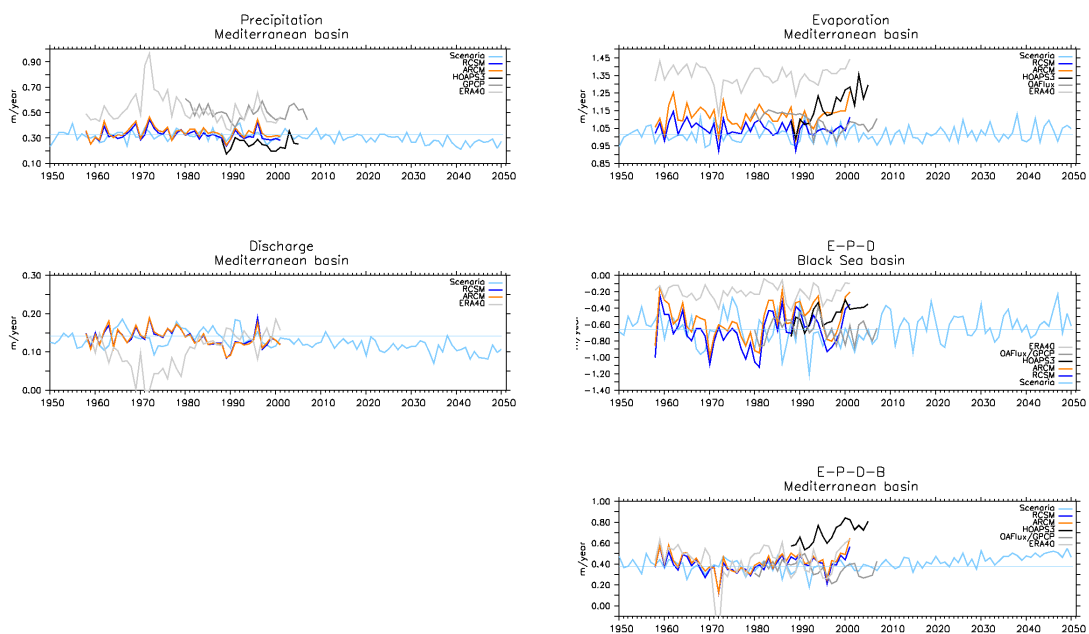 Precipitation
Mediterranean basin
m/year
0.90
0.70
0.50
0.30
0.10
1950 1960 1970 1980 1990 2000 2010 2020 2030 2040 2050
Scenario
RCSM
ARCM
HOAPS3
GPCP
ERA40
Evaporation
Mediterranean basin
m/year
1.45
1.35
1.25
1.15
1.05
0.95
0.85
1950 1960 1970 1980 1990 2000 2010 2020 2030 2040 2050
Scenario
RCSM
ARCM
HOAPS3
OAFlux
ERA40
Discharge
Mediterranean basin
m/year
0.30
0.20
0.10
0.00
1950 1960 1970 1980 1990 2000 2010 2020 2030 2040 2050
Scenario
RCSM
ARCM
ERA40
E-P-D
Black Sea basin
m/year
0.00
-0.20
-0.40
-0.60
-0.80
-1.00
-1.20
-1.40
1950 1960 1970 1980 1990 2000 2010 2020 2030 2040 2050
ERA40
OAFlux/GPCP
HOAPS3
ARCM
RCSM
Scenario
E-P-D-B
Mediterranean basin
m/year
1.00
0.80
0.60
0.40
0.20
0.00
1950 1960 1970 1980 1990 2000 2010 2020 2030 2040 2050
Scenario
RCSM
ARCM
HOAPS3
OAFlux/GPCP
ERA40